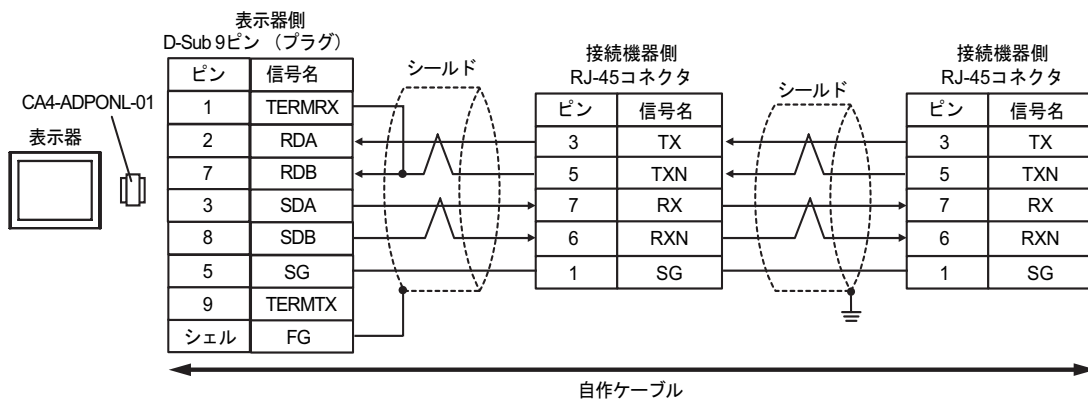 表示器側
D-Sub 9ピン （プラグ）
ピン 信号名
1 TERMRX
2 RDA
7 RDB
3 SDA
8 SDB
5 SG
9 TERMTX
シェル FG
CA4-ADPONL-01
表示器
シールド
接続機器側
RJ-45コネクタ
ピン 信号名
3 TX
5 TXN
7 RX
6 RXN
1 SG
シールド
接続機器側
RJ-45コネクタ
ピン 信号名
3 TX
5 TXN
7 RX
6 RXN
1 SG
自作ケーブル